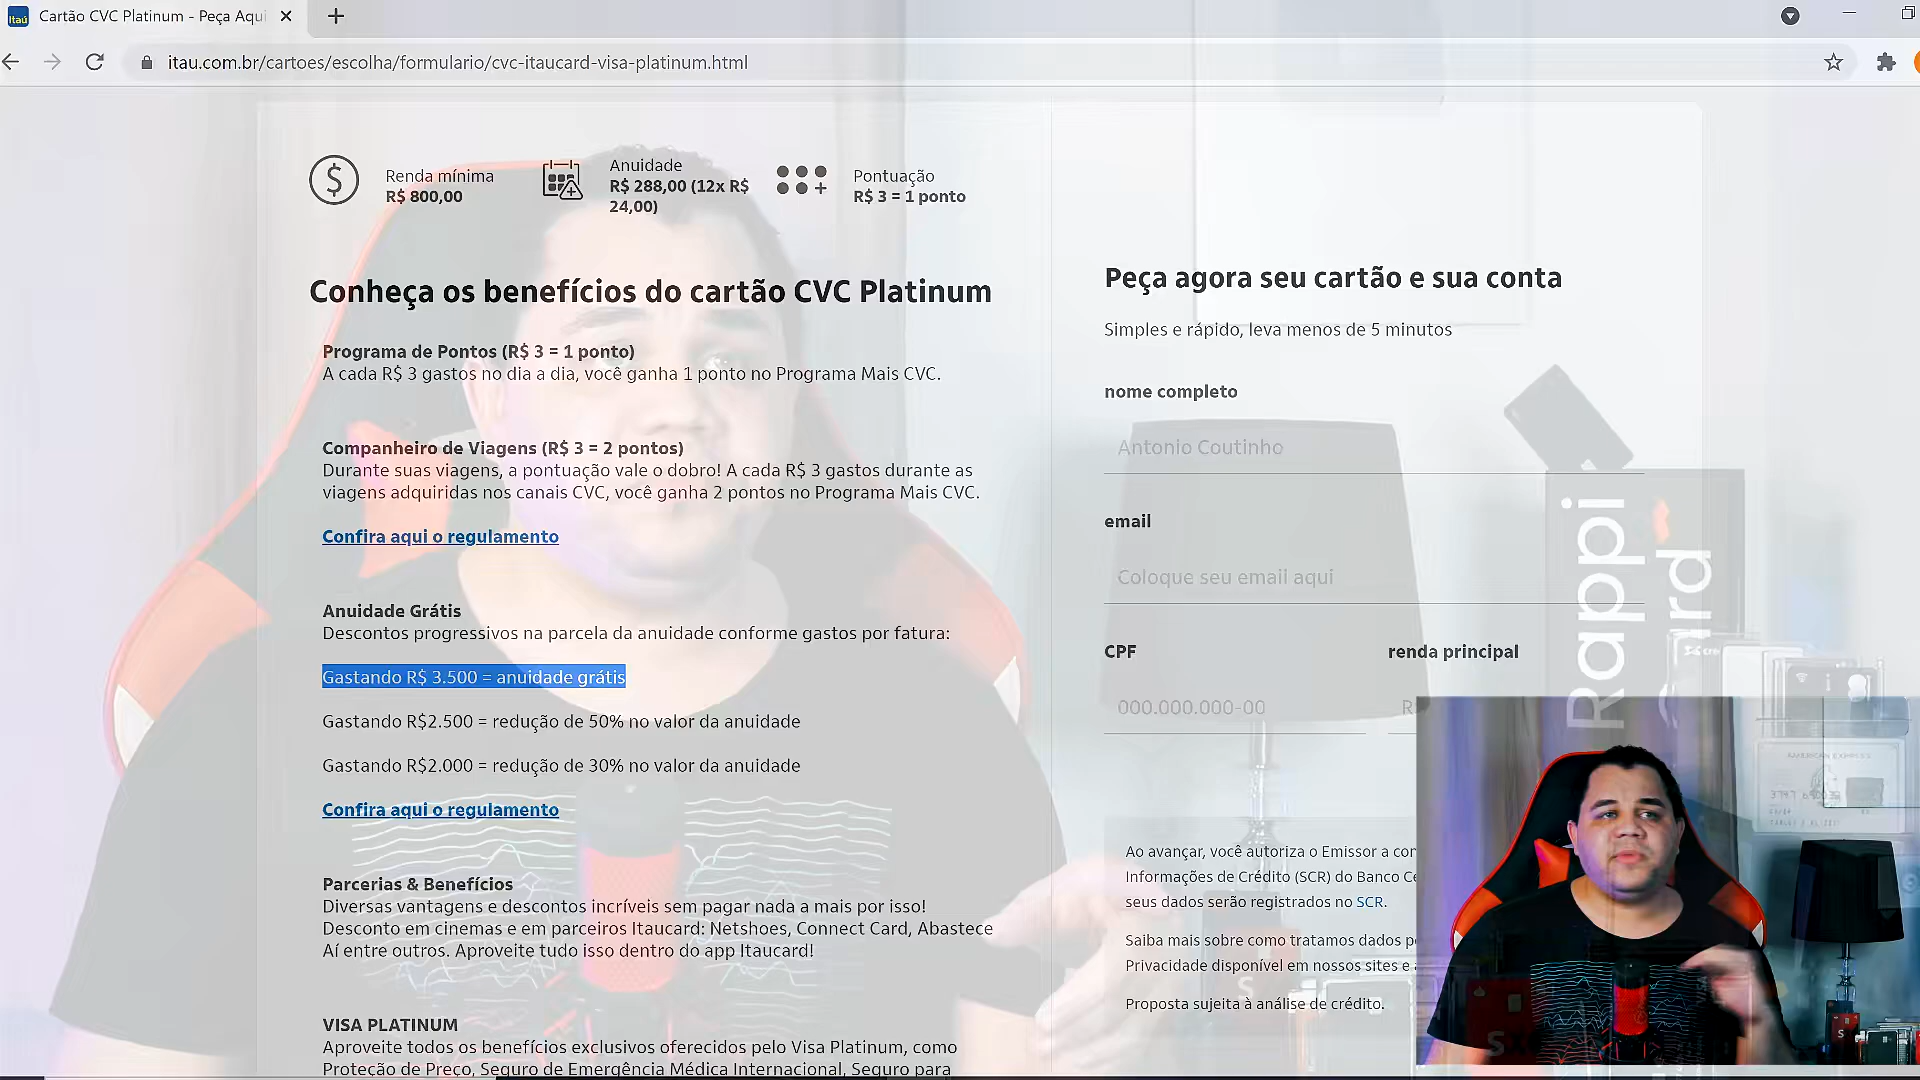 Itaú
Cartão CVC Platinum - Peça Aqui
itau.com.br/cartoes/escolha/formulario/cvc-itaucard-visa-platinum.html
Renda mínima
R$ 800,00
Anuidade
R$ 288,00 (12x R$
24,00)
Pontuação
R$ 3 = 1 ponto
Conheça os benefícios do cartão CVC Platinum
Programa de Pontos (R$ 3 = 1 ponto)
A cada R$ 3 gastos no dia a dia, você ganha 1 ponto no Programa Mais CVC.
Companheiro de Viagens (R$ 3 = 2 pontos)
Durante suas viagens, a pontuação vale o dobro! A cada R$ 3 gastos durante as
viagens adquiridas nos canais CVC, você ganha 2 pontos no Programa Mais CVC.
Confira aqui o regulamento
Anuidade Grátis
Descontos progressivos na parcela da anuidade conforme gastos por fatura:
Gastando R$ 3.500 = anuidade grátis
Gastando R$2.500 = redução de 50% no valor da anuidade
Gastando R$2.000 = redução de 30% no valor da anuidade
Confira aqui o regulamento
Parcerias & Benefícios
Diversas vantagens e descontos incríveis sem pagar nada a mais por isso!
Desconto em cinemas e em parceiros Itaucard: Netshoes, Connect Card, Abastece
Aí entre outros. Aproveite tudo isso dentro do app Itaucard!
VISA PLATINUM
Aproveite todos os benefícios exclusivos oferecidos pelo Visa Platinum, como
Proteção de Preço, Seguro de Emergência Médica Internacional, Seguro para
Peça agora seu cartão e sua conta
Simples e rápido, leva menos de 5 minutos
nome completo
Antonio Coutinho
email
Coloque seu email aqui
CPF
renda principal
000.000.000-00
Ao avançar, você autoriza o Emissor a con
Informações de Crédito (SCR) do Banco Ce
seus dados serão registrados no SCR.
Saiba mais sobre como tratamos dados pe
Privacidade disponível em nossos sites e a
Proposta sujeita à análise de crédito.
Rappi
AMERICAN EXPRESS